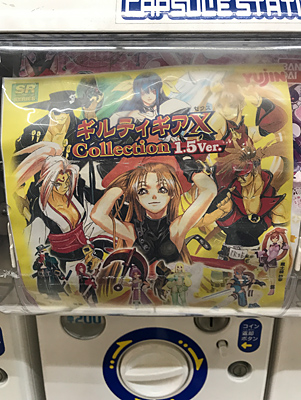 CAPSULE STATI
SR
YUJIN
ギルティギアX
Collection 1.5Ver.
200
コイン
返却
ボタン